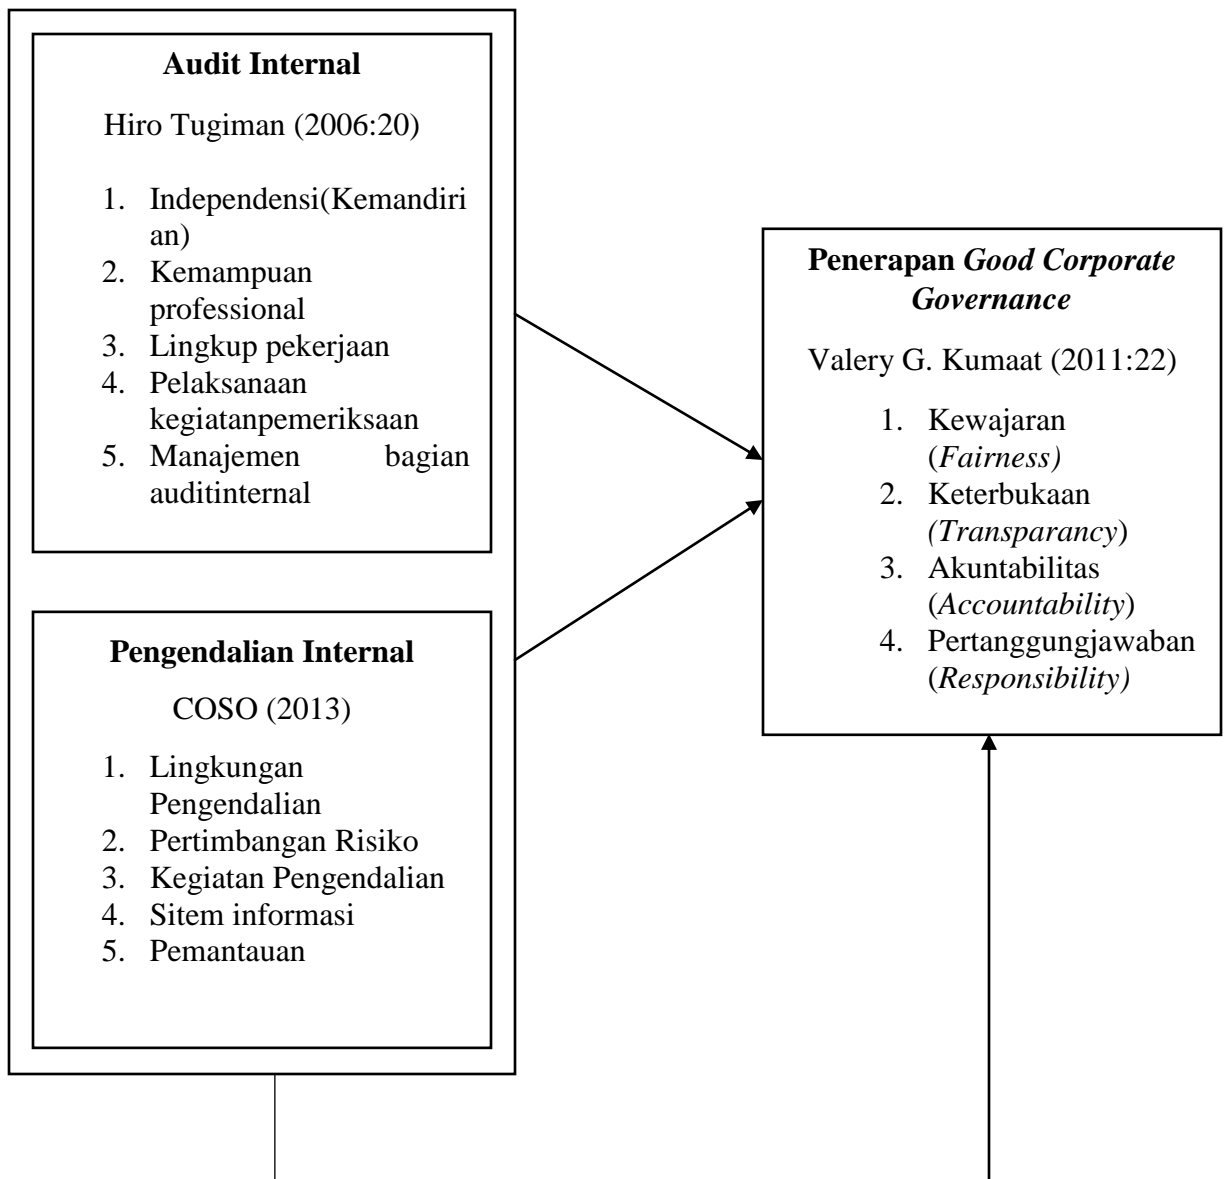 Audit Internal
Hiro Tugiman (2006:20)
1. Independensi(Kemandiri
an)
2. Kemampuan
professional
3. Lingkup pekerjaan
4. Pelaksanaan
kegiatanpemeriksaan
5. Manajemen bagian
auditinternal
Pengendalian Internal
COSO (2013)
1. Lingkungan
Pengendalian
2. Pertimbangan Risiko
3. Kegiatan Pengendalian
4. Sitem informasi
5. Pemantauan
Penerapan Good Corporate
Governance
Valery G. Kumaat (2011:22)
1. Kewajaran
(Fairness)
2. Keterbukaan
(Transparancy)
3. Akuntabilitas
(Accountability)
4. Pertanggungjawaban
(Responsibility)